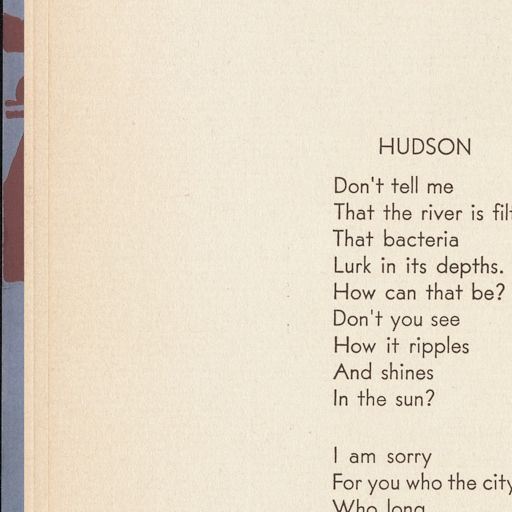 HUDSON
Don't tell me
That the river is
That bacteria
Lurk in its depths.
How can that be?
Don't you see
How it ripples
And shines
In the sun?
I am sorry
For you who the city
Who long